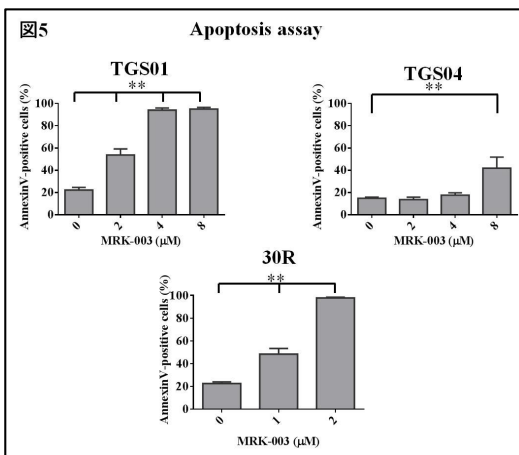 図5
Apoptosis assay
TGS01
**
AnnexinV-positive cells (%)
100
80
60
40
20
0
0 2 4 8
MRK-003 (μM)
TGS04
**
AnnexinV-positive cells (%)
100
80
60
40
20
0
0 2 4 8
MRK-003 (μM)
30R
**
AnnexinV-positive cells (%)
100
80
60
40
20
0
0 1 2
MRK-003 (μM)